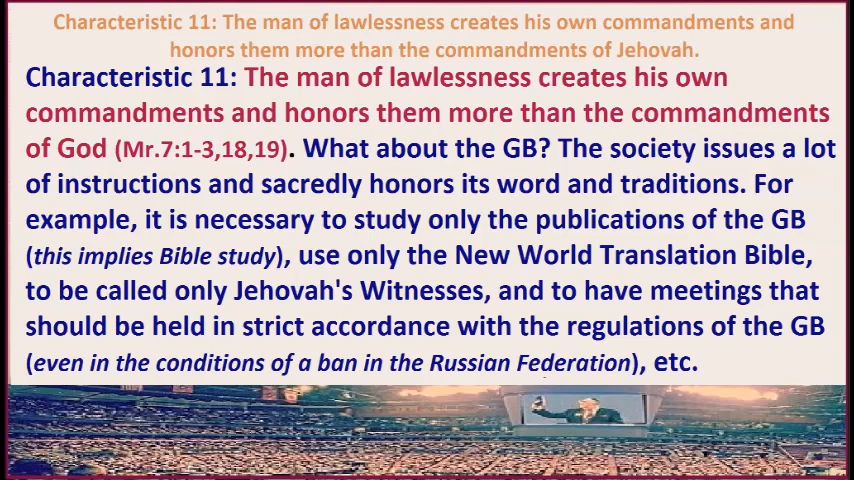 Characteristic 11: The man of lawlessness creates his own commandments and
honors them more than the commandments of Jehovah.
Characteristic 11: The man of lawlessness creates his own
commandments and honors them more than the commandments
of God (Mr.7:1-3,18,19). What about the GB? The society issues a lot
of instructions and sacredly honors its word and traditions. For
example, it is necessary to study only the publications of the GB
(this implies Bible study), use only the New World Translation Bible,
to be called only Jehovah's Witnesses, and to have meetings that
should be held in strict accordance with the regulations of the GB
(even in the conditions of a ban in the Russian Federation), etc.